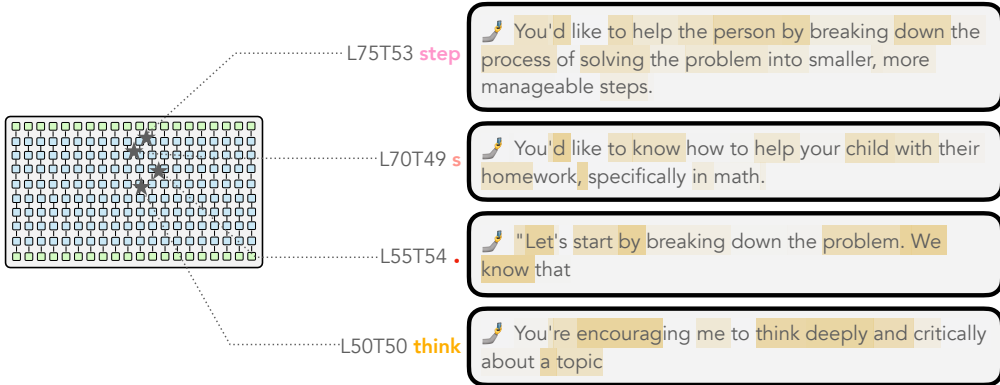 L75T53 step
You'd like to help the person by breaking down the
process of solving the problem into smaller, more
manageable steps.
L70T49 s
You'd like to know how to help your child with their
homework, specifically in math.
L55T54 .
"Let's start by breaking down the problem. We
know that
L50T50 think
You're encouraging me to think deeply and critically
about a topic